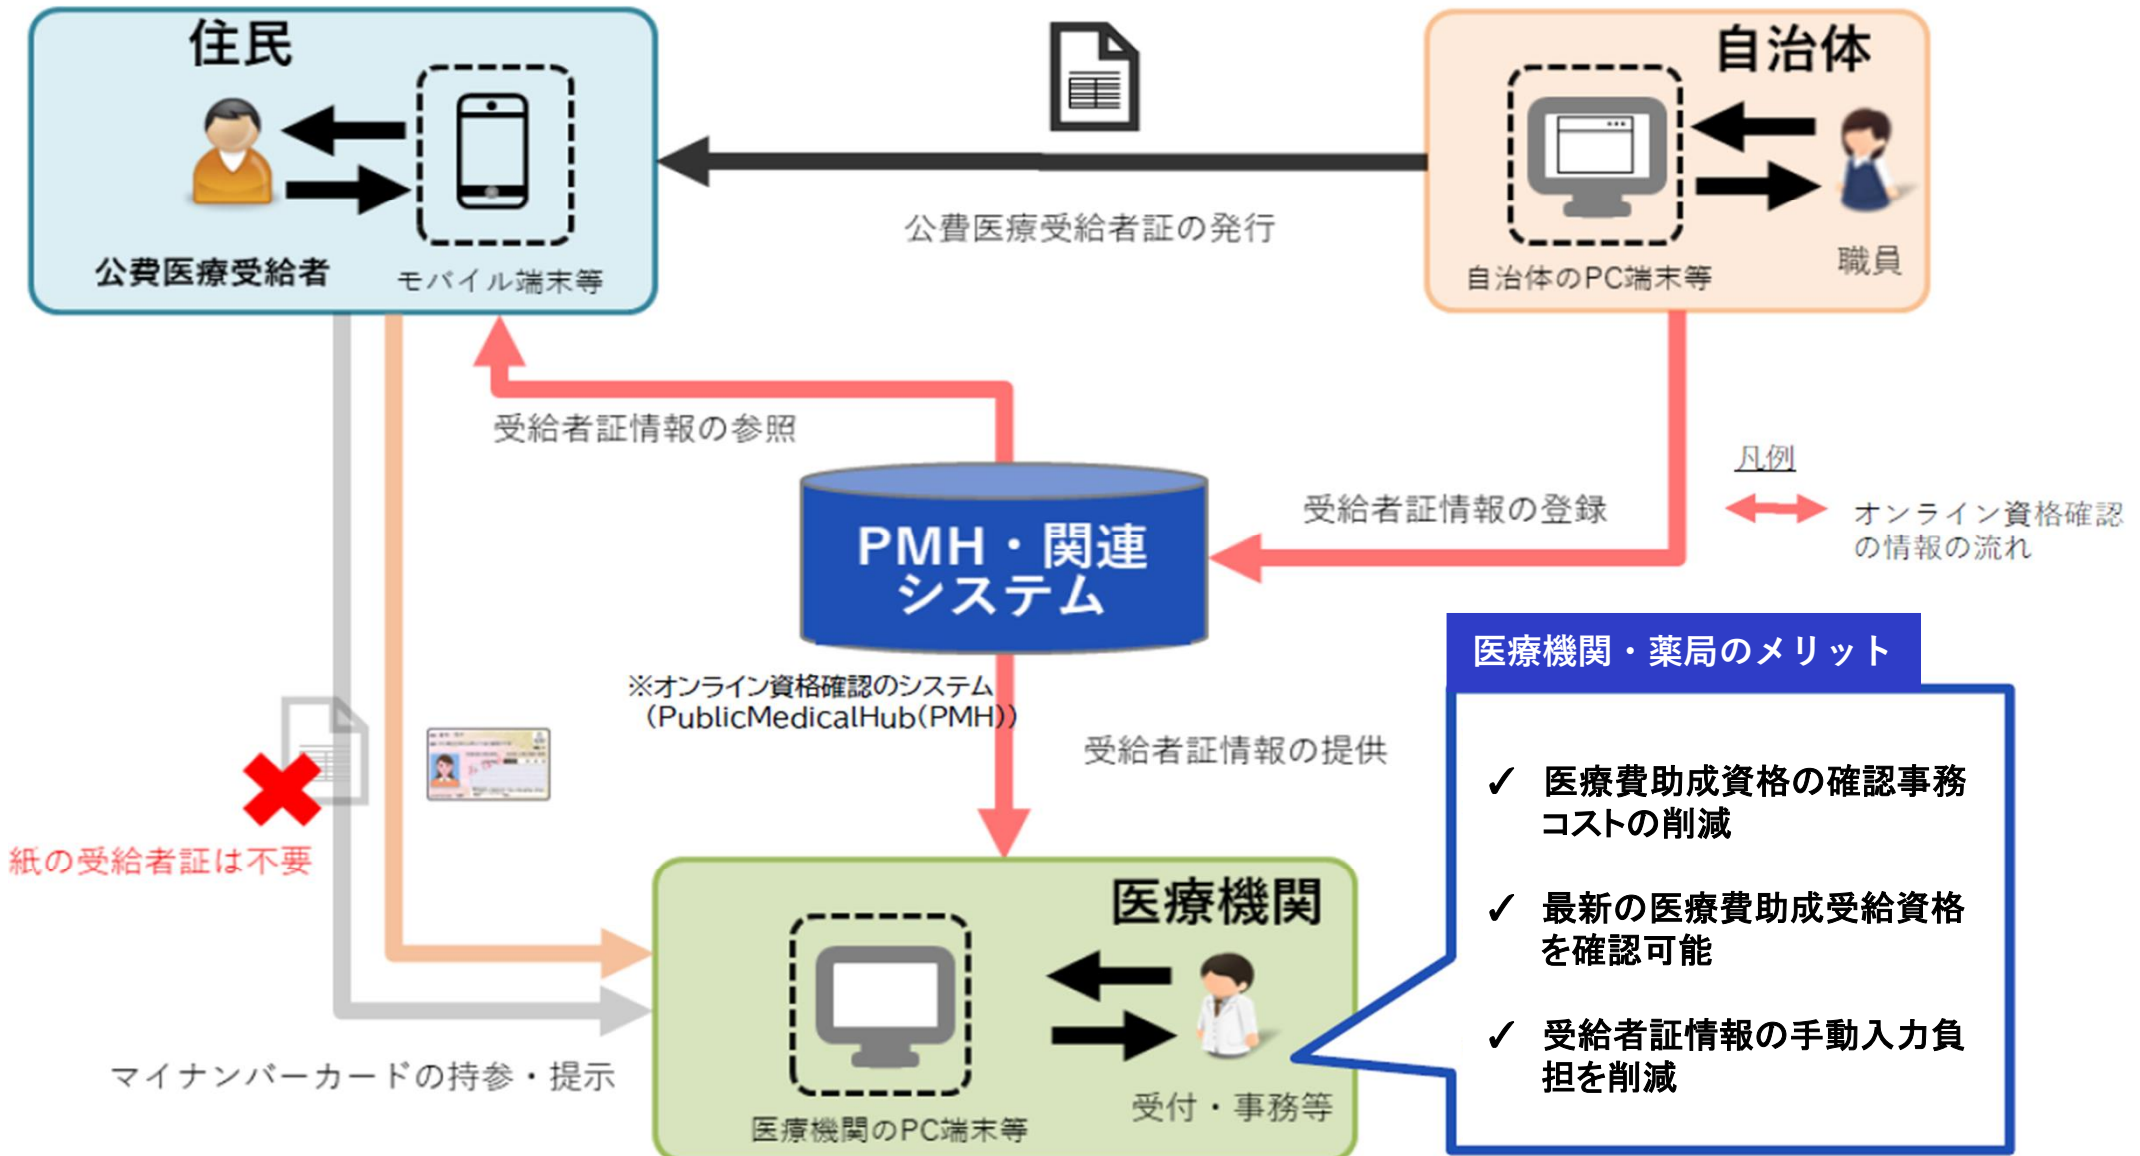 住民
公費医療受給者
モバイル端末等
公費医療受給者証の発行
自治体
自治体のPC端末等
職員
受給者証情報の参照
受給者証情報の登録
凡例
オンライン資格確認
の情報の流れ
PMH・関連
システム
※オンライン資格確認のシステム
（PublicMedicalHub(PMH)）
受給者証情報の提供
紙の受給者証は不要
マイナンバーカードの持参・提示
医療機関
医療機関のPC端末等
受付・事務等
医療機関・薬局のメリット
✓ 医療費助成資格の確認事務
コストの削減
✓ 最新の医療費助成受給資格
を確認可能
✓ 受給者証情報の手動入力負
担を削減